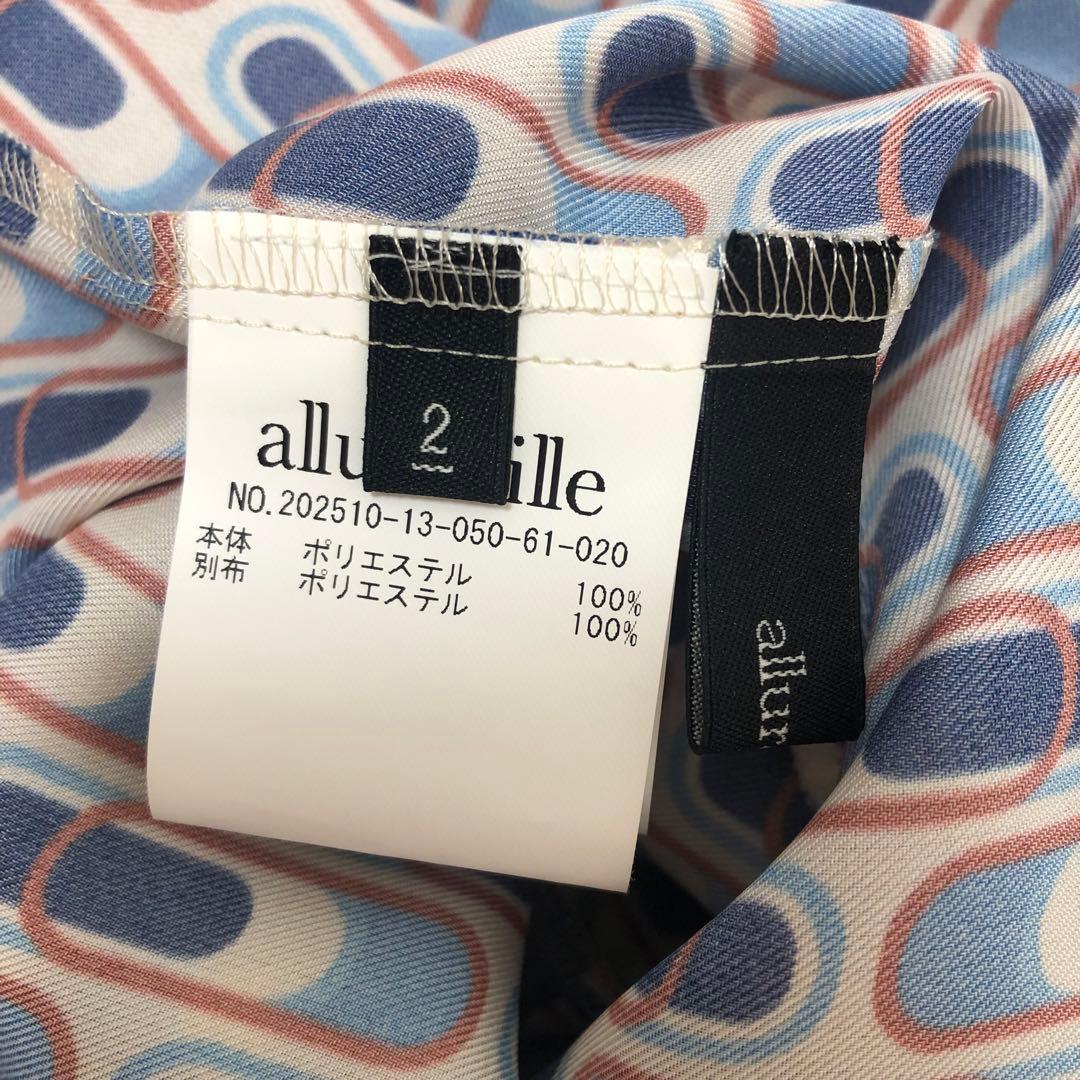 2
allu ille
NO.202510-13-050-61-020
本体 ポリエステル 100%
別布 ポリエステル 100%
allur